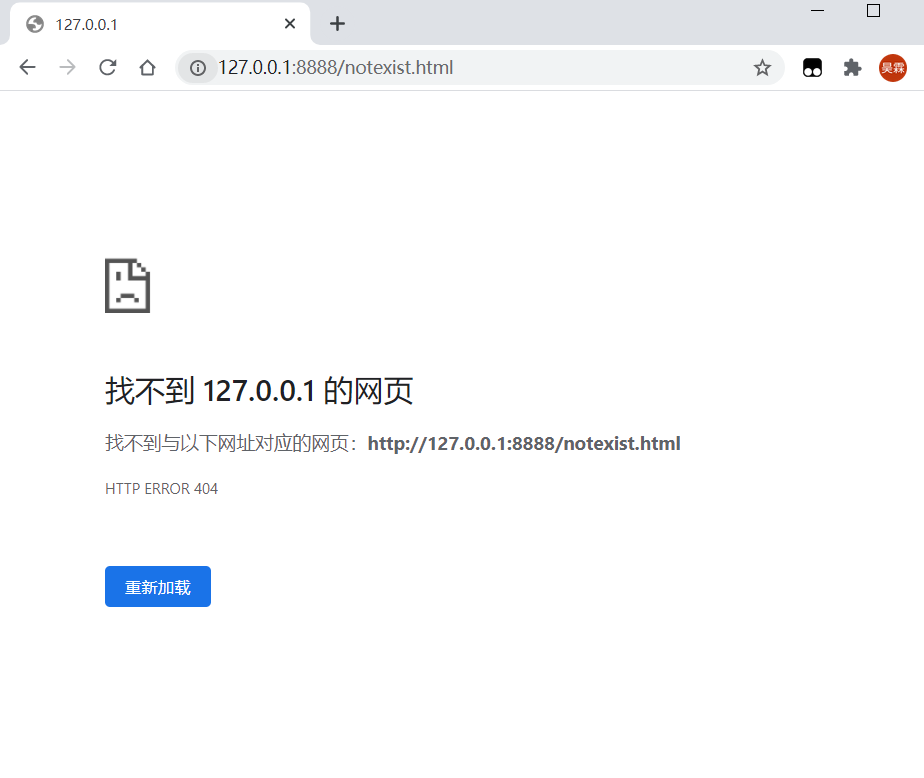 127.0.0.1
127.0.0.1:8888/notexist.html
昊霖
找不到 127.0.0.1 的网页
找不到与以下网址对应的网页：http://127.0.0.1:8888/notexist.html
HTTP ERROR 404
重新加载